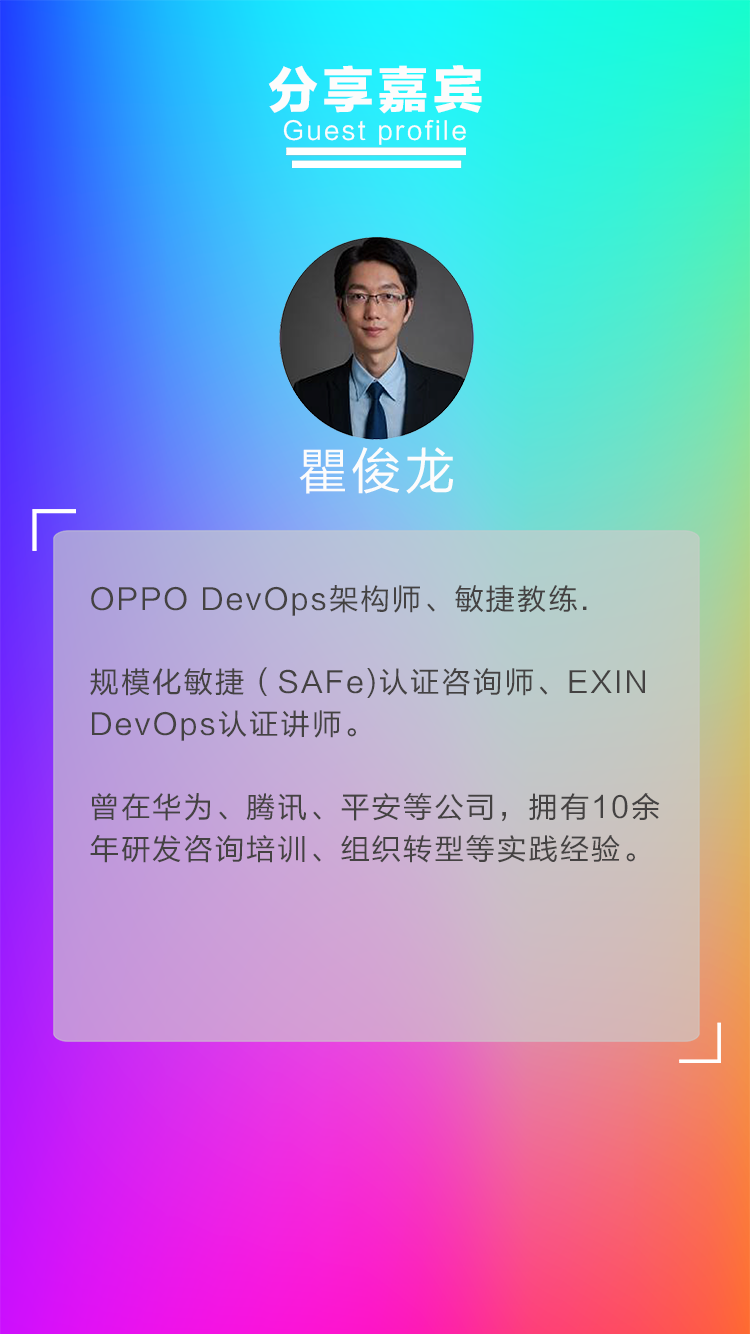 分享嘉宾
Guest profile
瞿俊龙
OPPO DevOps架构师、敏捷教练.
规模化敏捷（SAFe)认证咨询师、EXIN
DevOps认证讲师。
曾在华为、腾讯、平安等公司，拥有10余
年研发咨询培训、组织转型等实践经验。